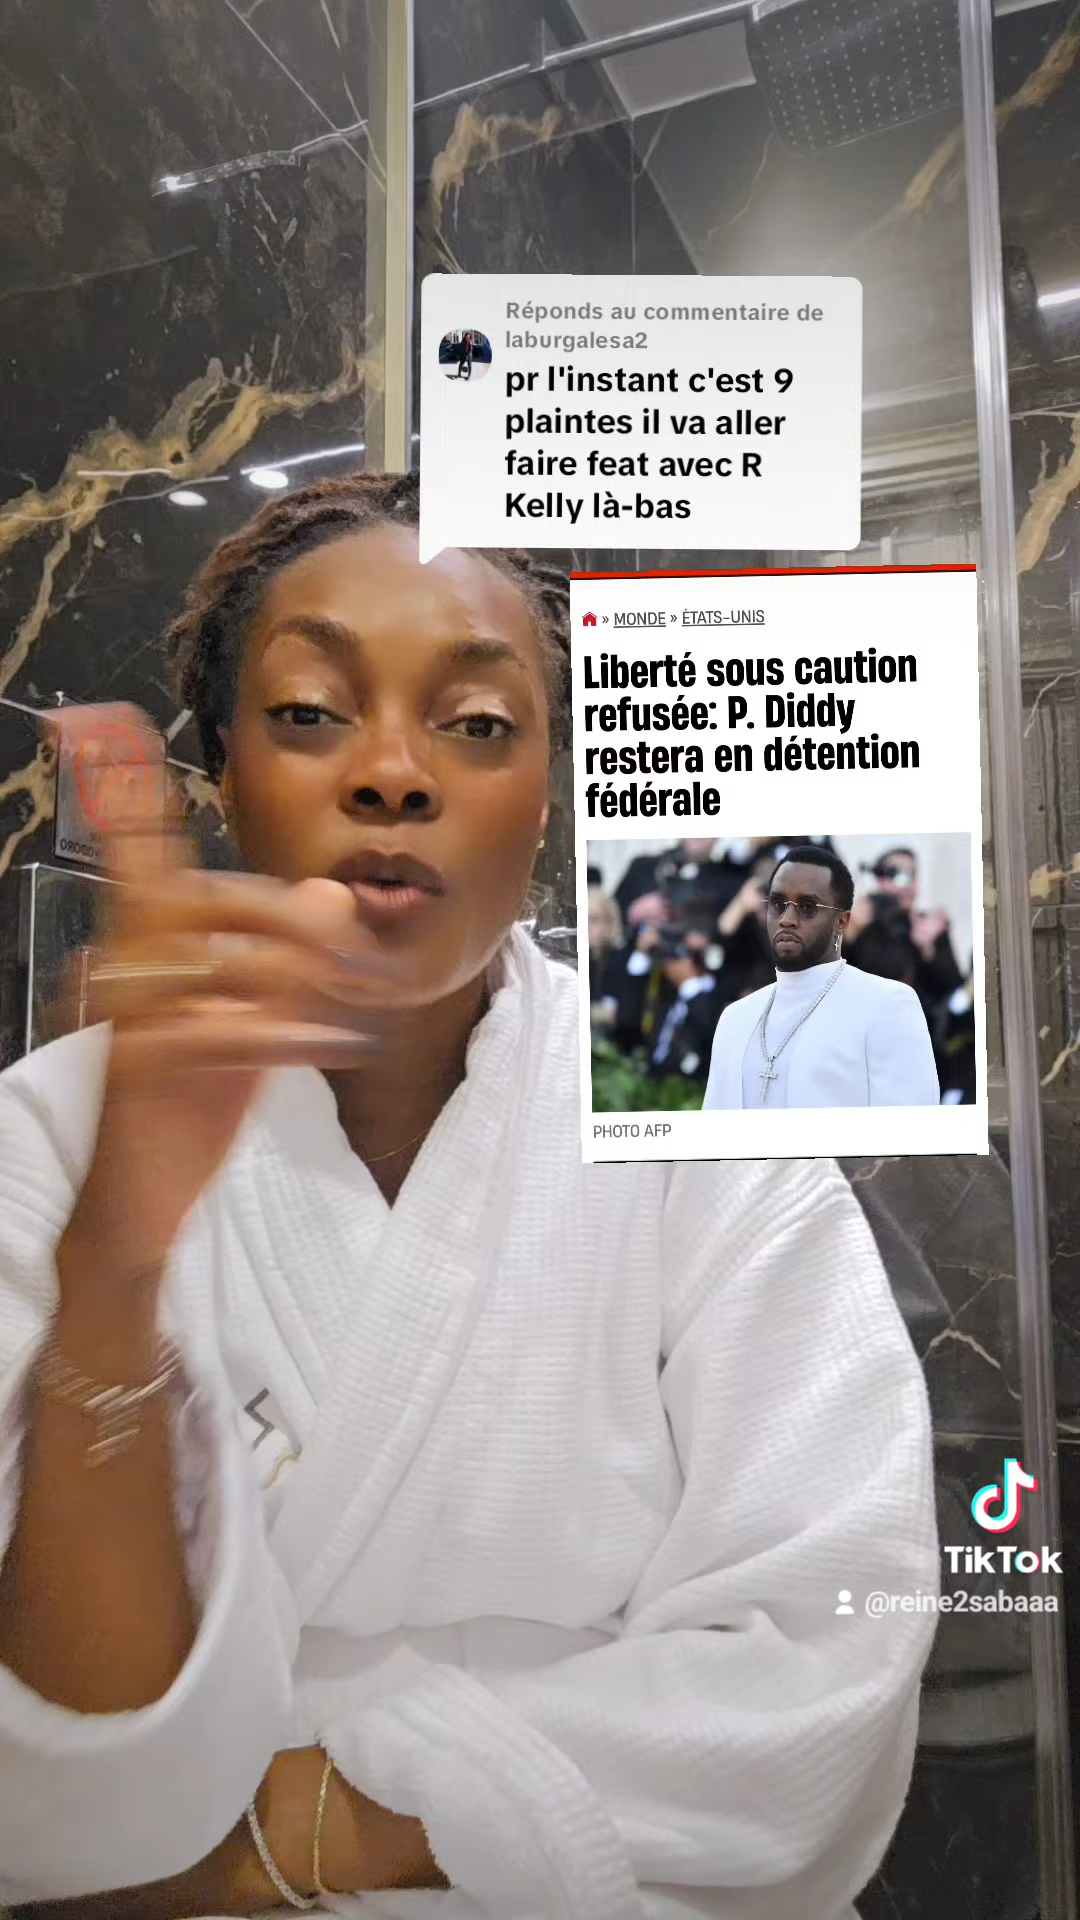 Réponds au commentaire de
laburgalesa2
pr l'instant c'est 9
plaintes il va aller
faire feat avec R
Kelly là-bas
» MONDE » ÉTATS-UNIS
Liberté sous caution
refusée: P. Diddy
restera en détention
fédérale
PHOTO AFP
TikTok
@reine2sabaaa